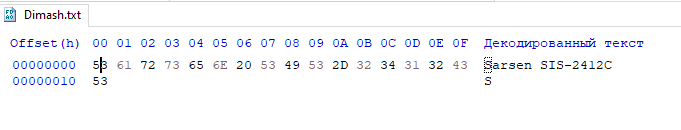 Dimash.txt
Offset(h) 00 01 02 03 04 05 06 07 08 09 0A 0B 0C 0D 0E 0F Декодированный текст
00000000 53 61 72 73 65 6E 20 53 49 53 2D 32 34 31 32 43 Sarsen SIS-2412C
00000010 53 S